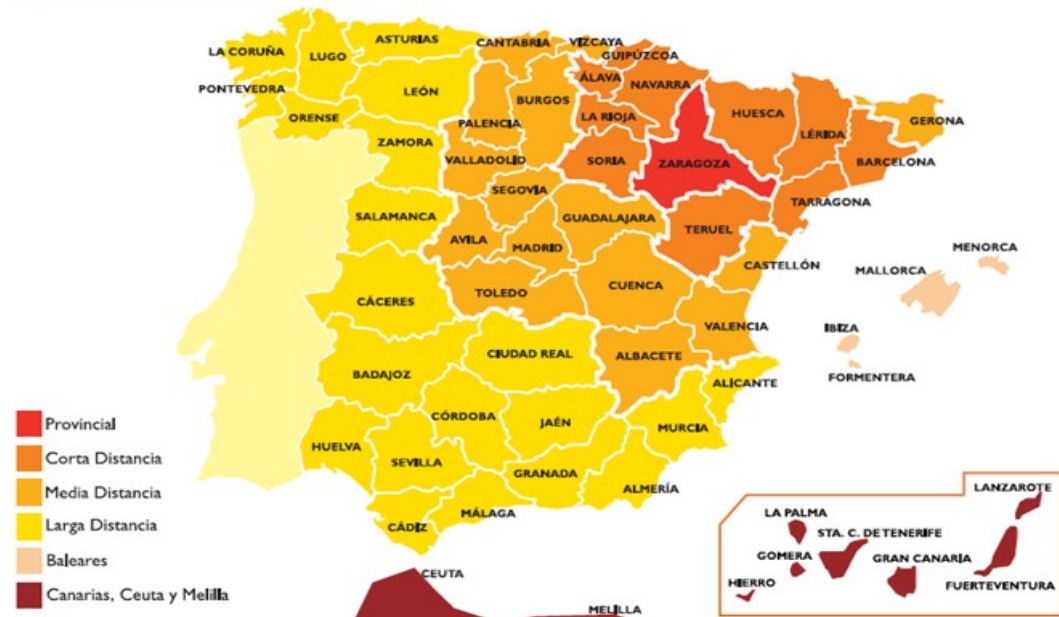 ASTURIAS
LA CORUÑA
LUGO
CANTABRIA
VIZCAYA
GUIPÚZCOA
PONTEVEDRA
LEÓN
ÁLAVA
NAVARRA
ORENSE
PALENCIA
BURGOS
LA RIOJA
HUESCA
LÉRIDA
GERONA
ZAMORA
VALLADOLID
SORIA
ZARAGOZA
BARCELONA
SEGOVIA
TARRAGONA
SALAMANCA
AVILA
MADRID
GUADALAJARA
TERUEL
CASTELLÓN
MENORCA
MALLORCA
CÁCERES
TOLEDO
CUENCA
VALENCIA
IBIZA
FORMENTERA
BADAJOZ
CIUDAD REAL
ALBACETE
ALICANTE
CÓRDOBA
JAÉN
MURCIA
HUELVA
SEVILLA
GRANADA
ALMERÍA
CÁDIZ
MÁLAGA
CEUTA
MELILLA
Provincial
Corta Distancia
Media Distancia
Larga Distancia
Baleares
Canarias, Ceuta y Melilla
LANZAROTE
LA PALMA
STA. C. DE TENERIFE
GOMERA
GRAN CANARIA
HIERRO
FUERTEVENTURA